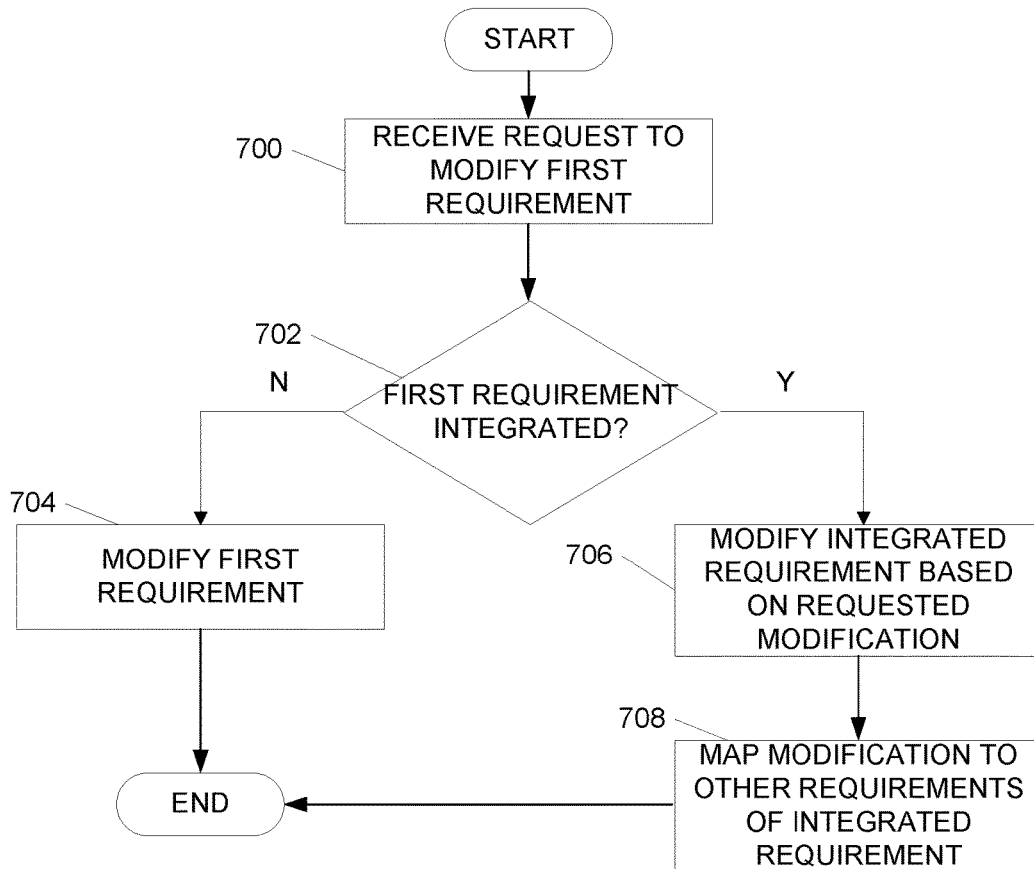 START
700
RECEIVE REQUEST TO
MODIFY FIRST
REQUIREMENT
702
N
Y
FIRST REQUIREMENT
INTEGRATED?
704
MODIFY FIRST
REQUIREMENT
706
MODIFY INTEGRATED
REQUIREMENT BASED
ON REQUESTED
MODIFICATION
708
MAP MODIFICATION TO
OTHER REQUIREMENTS
OF INTEGRATED
REQUIREMENT
END